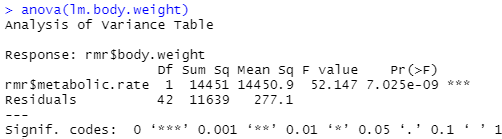 > anova(lm.body.weight)
Analysis of Variance Table

Response: rmr$body.weight
                   Df Sum Sq Mean Sq F value    Pr(>F)
rmr$metabolic.rate  1  14451 14450.9  52.147 7.025e-09 ***
Residuals          42  11639   277.1
---
Signif. codes:  0 ‘***’ 0.001 ‘**’ 0.01 ‘*’ 0.05 ‘.’ 0.1 ‘ ’ 1